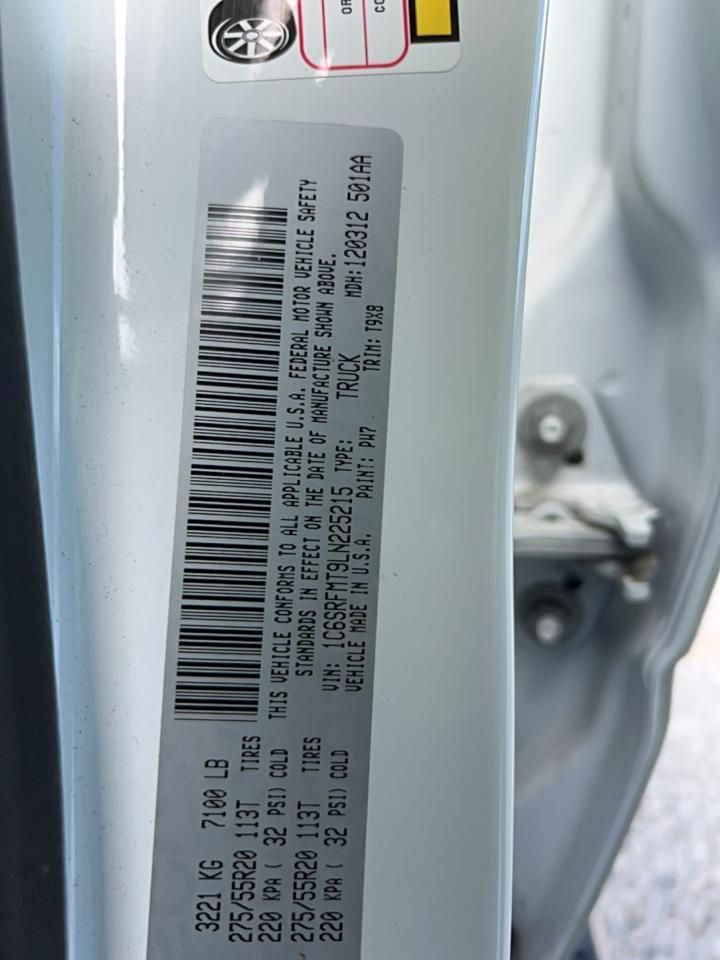 OR
CO
3221 KG 7100 LB
275/55R20 113T TIRES
220 KPA ( 32 PSI) COLD
275/55R20 113T TIRES
220 KPA ( 32 PSI) COLD
THIS VEHICLE CONFORMS TO ALL APPLICABLE U.S.A. FEDERAL MOTOR VEHICLE SAFETY
STANDARDS IN EFFECT ON THE DATE OF MANUFACTURE SHOWN ABOVE.
VIN: 1C6SRFMT9LN225215 TYPE: TRUCK MDH:120312 501AA
VEHICLE MADE IN U.S.A. PAINT: PW7 TRIM: T9X8